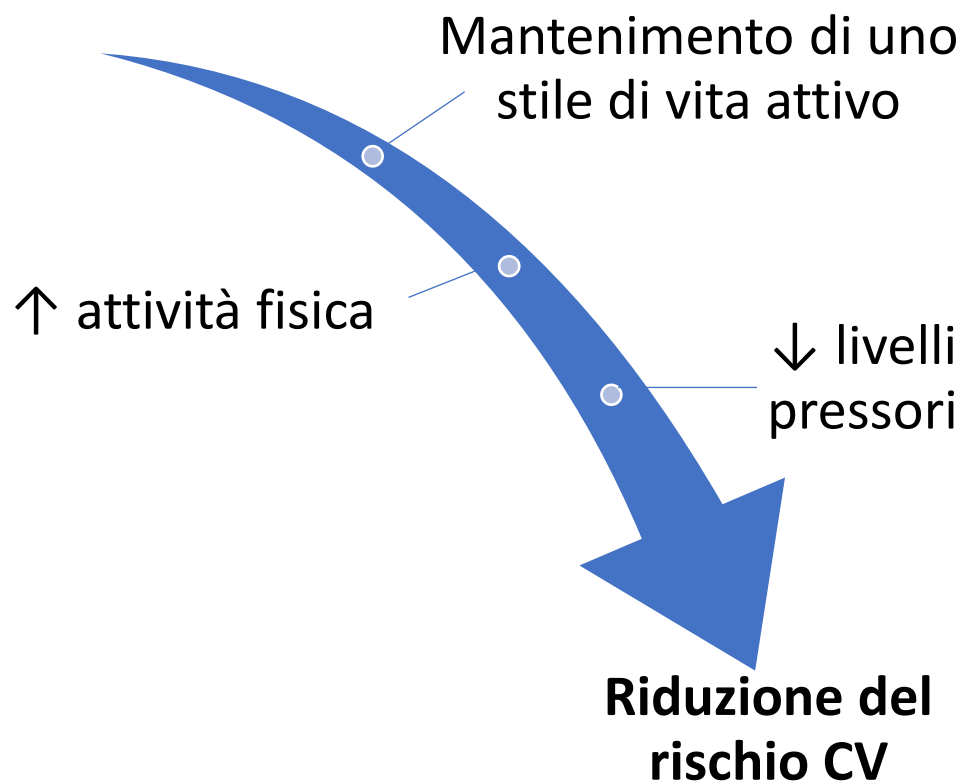 Mantenimento di uno
stile di vita attivo
↑ attività fisica
↓ livelli
pressori
Riduzione del
rischio CV